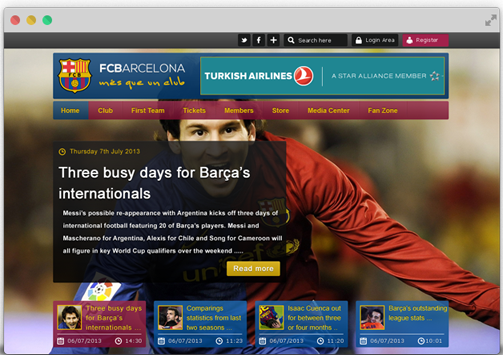 Search here
Login Area
Register
FCB
FCBARCELONA
més que un club
TURKISH AIRLINES
A STAR ALLIANCE MEMBER
Home
Club
First Team
Tickets
Members
Store
Media Center
Fan Zone
Thursday 7th July 2013
Three busy days for Barça's
internationals
Messi's possible re-appearance with Argentina kicks off three days of
international football featuring 20 of Barça's players. Messi and
Mascherano for Argentina, Alexis for Chile and Song for Cameroon will
all figure in key World Cup qualifiers over the weekend .....
Read more
Three busy days
for Barça's
internationals ...
06/07/2013
14:30
Comparings
statistics from last
two seasons ...
06/07/2013
11:23
Isaac Cuenca out
for between three
or four months ...
06/07/2013
11:23
Barça's outstanding
league stats ...
06/07/2013
10:01